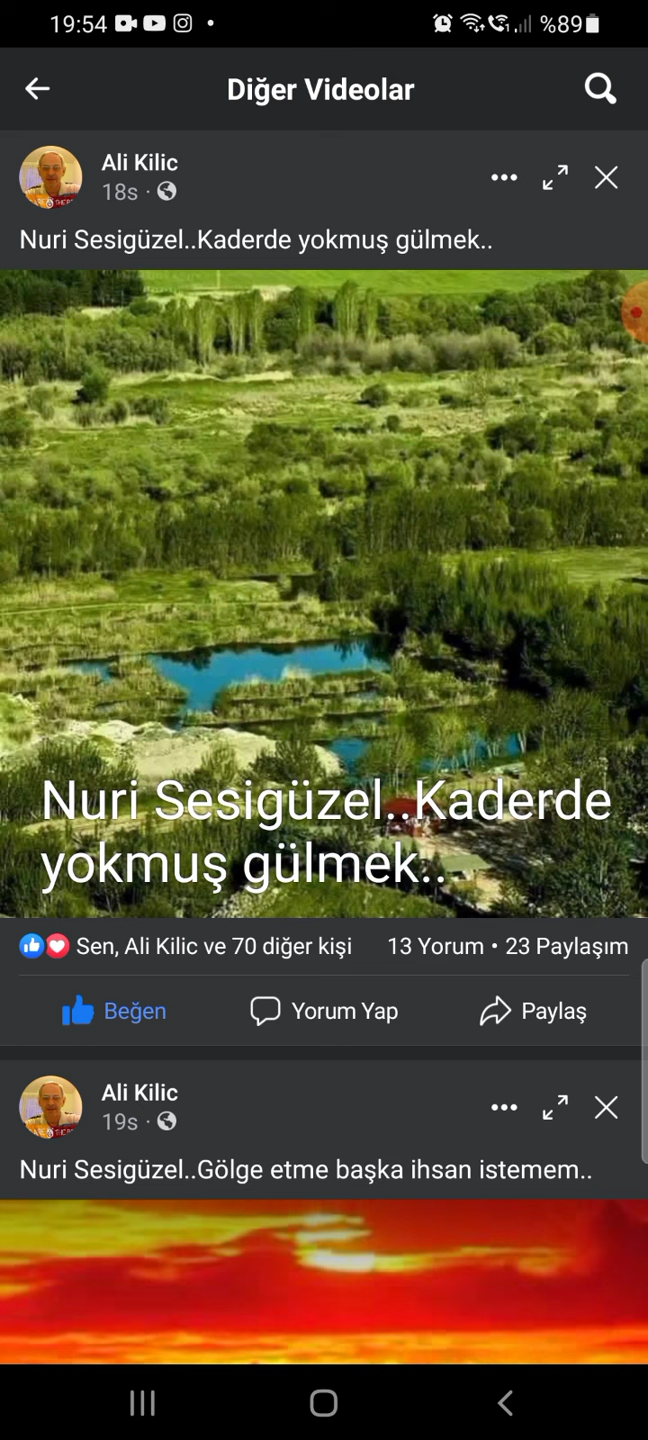 19:54 %89
Diğer Videolar
Ali Kilic
18s
Nuri Sesigüzel..Kaderde yokmuş gülmek..
Nuri Sesigüzel..Kaderde
yokmuş gülmek..
Sen, Ali Kilic ve 70 diğer kişi 13 Yorum • 23 Paylaşım
Beğen Yorum Yap Paylaş
Ali Kilic
19s
Nuri Sesigüzel..Gölge etme başka ihsan istemem..